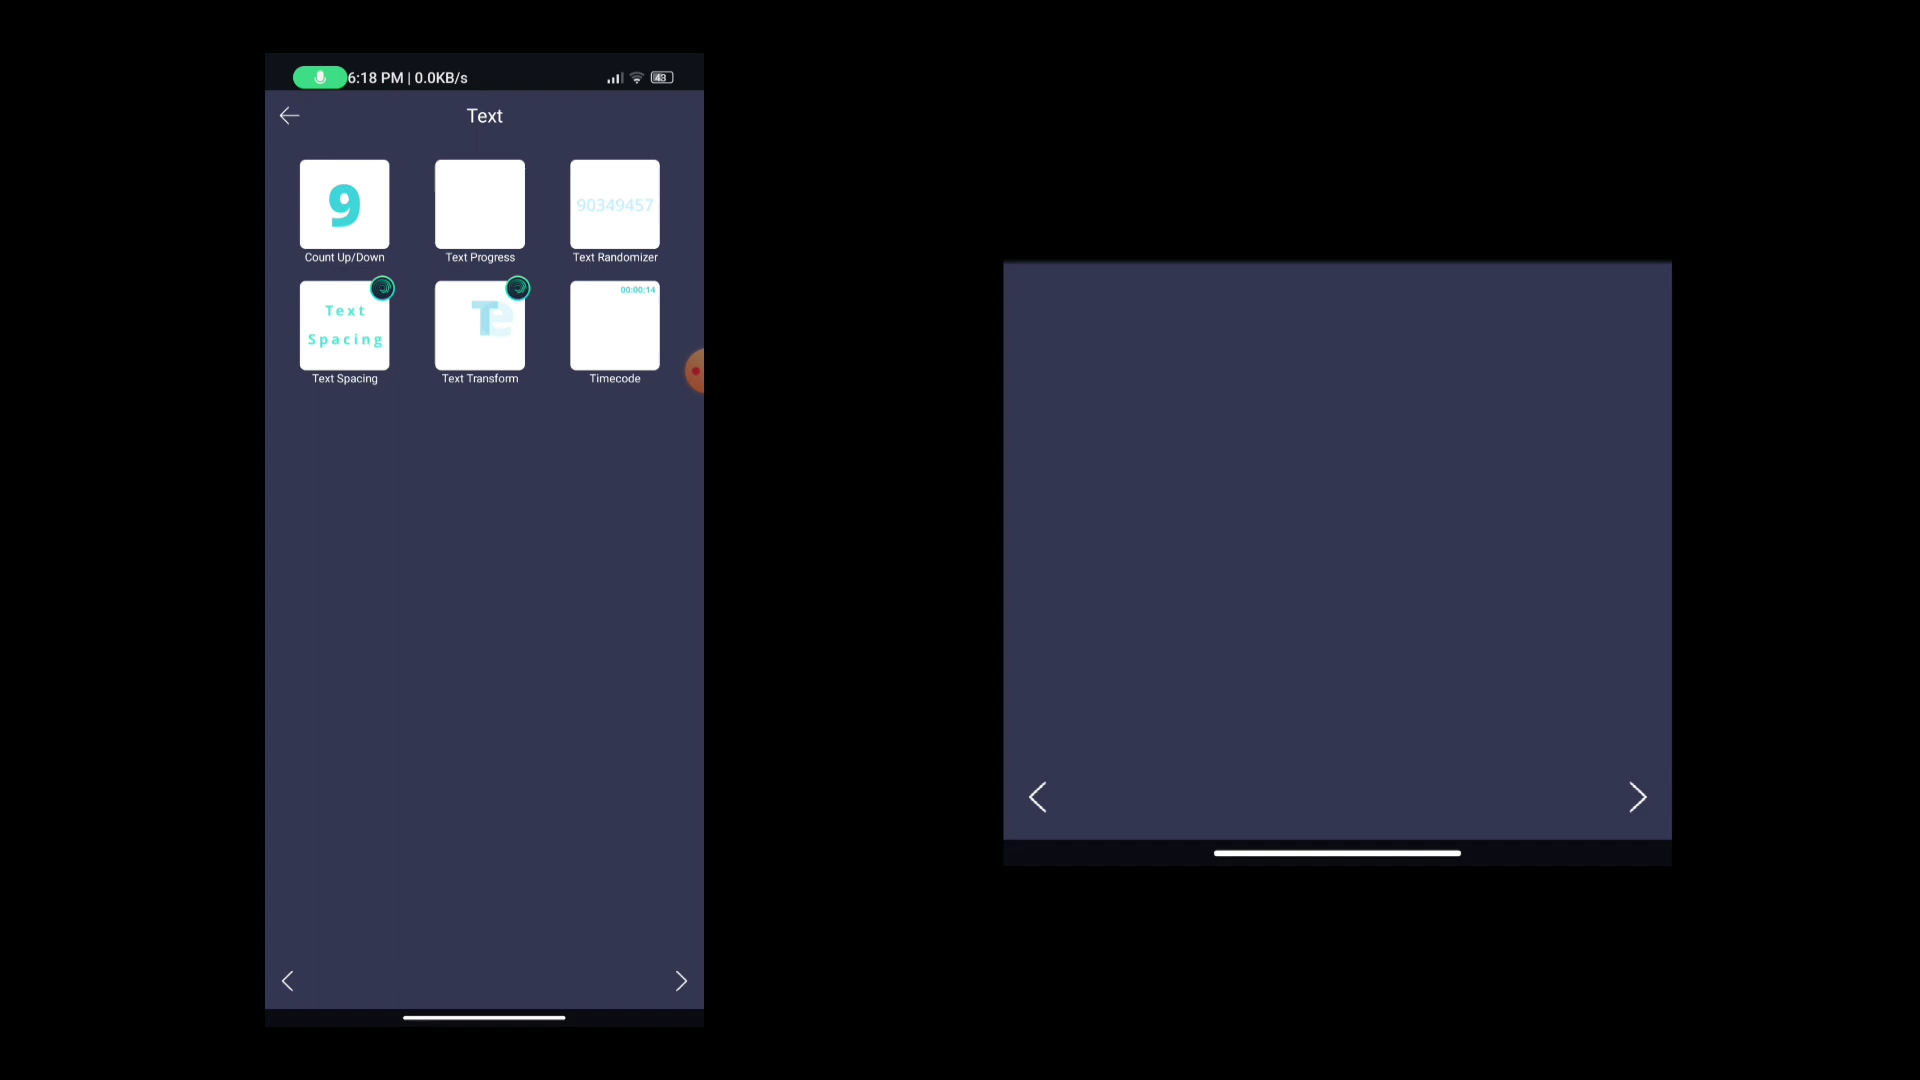 6:18 PM | 0.0KB/s
43
Text
9
90349457
Count Up/Down
Text Progress
Text Randomizer
Text
Spacing
Te
00:00:14
Text Spacing
Text Transform
Timecode